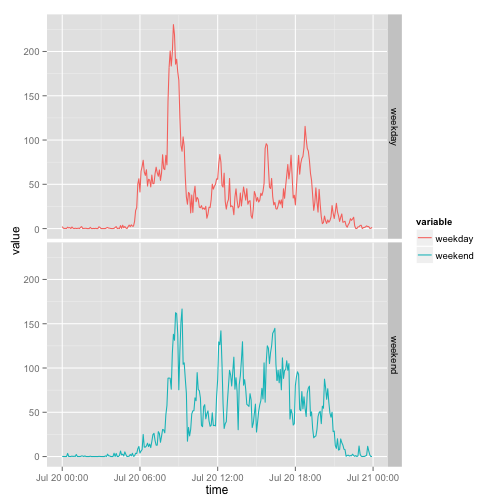 value
200
150
100
50
0
weekday
200
150
100
50
0
weekend
Jul 20 00:00
Jul 20 06:00
Jul 20 12:00
Jul 20 18:00
Jul 21 00:00
time
variable
weekday
weekend